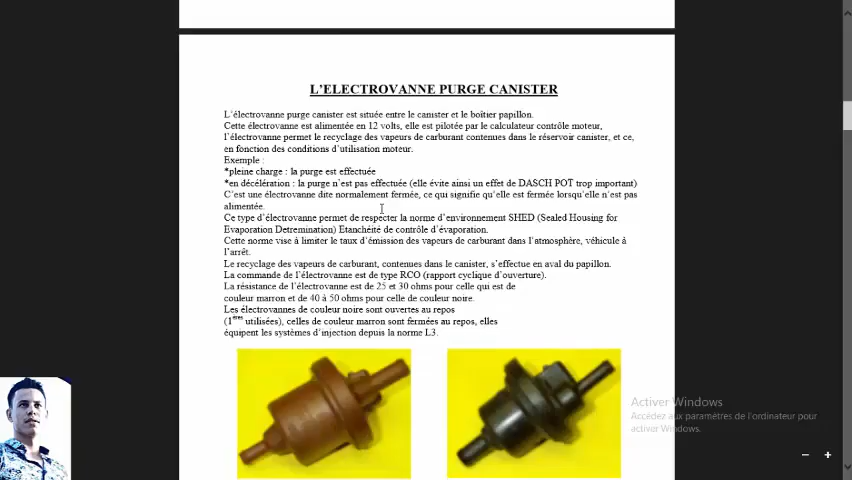 L’ELECTROVANNE PURGE CANISTER
L’électrovanne purge canister est située entre le canister et le boîtier papillon.
Cette électrovanne est alimentée en 12 volts, elle est pilotée par le calculateur contrôle moteur,
l’électrovanne permet le recyclage des vapeurs de carburant contenues dans le réservoir canister, et ce,
en fonction des conditions d’utilisation moteur.
Exemple :
*pleine charge : la purge est effectuée
*en décélération : la purge n’est pas effectuée (elle évite ainsi un effet de DASCH POT trop important)
C’est une électrovanne dite normalement fermée, ce qui signifie qu’elle est fermée lorsqu’elle n’est pas
alimentée.
Ce type d’électrovanne permet de respecter la norme d’environnement SHED (Sealed Housing for
Evaporation Detremination) Etanchéité de contrôle d’évaporation.
Cette norme vise à limiter le taux d’émission des vapeurs de carburant dans l’atmosphère, véhicule à
l’arrêt.
Le recyclage des vapeurs de carburant, contenues dans le canister, s’effectue en aval du papillon.
La commande de l’électrovanne est de type RCO (rapport cyclique d’ouverture).
La résistance de l’électrovanne est de 25 et 30 ohms pour celle qui est de
couleur marron et de 40 à 50 ohms pour celle de couleur noire.
Les électrovannes de couleur noire sont ouvertes au repos
(1ères utilisées), celles de couleur marron sont fermées au repos, elles
équipent les systèmes d’injection depuis la norme L3.
Activer Windows
Accédez aux paramètres de l'ordinateur pour
activer Windows.